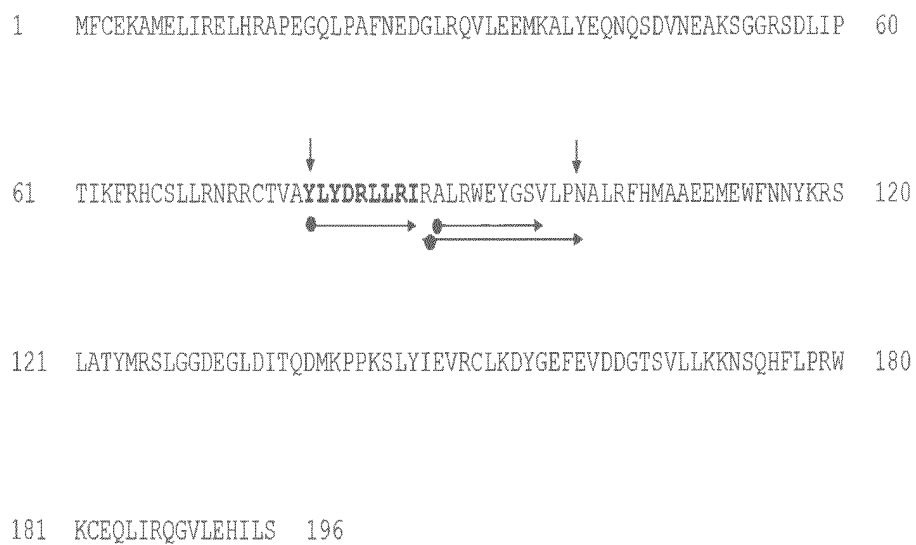 1 MFCEKAMELIRELHRAPEGQLPAFNEDGLRQVLEEMKALYEQNQSDVNEAKSGGRSDLIP 60
61 TIKFRHCSLLRNRRCTVAYLYDRLLRIRALRWEYGSVLPNALRFHMAAEEMEWFNNYKRS 120
121 LATYMRSLGGDEGLDITQDMKPPKSLYIEVRCLKDYGEFEVDDGTSVLLKKNSQHFLPRW 180
181 KCEQLIRQGVLEHILS 196